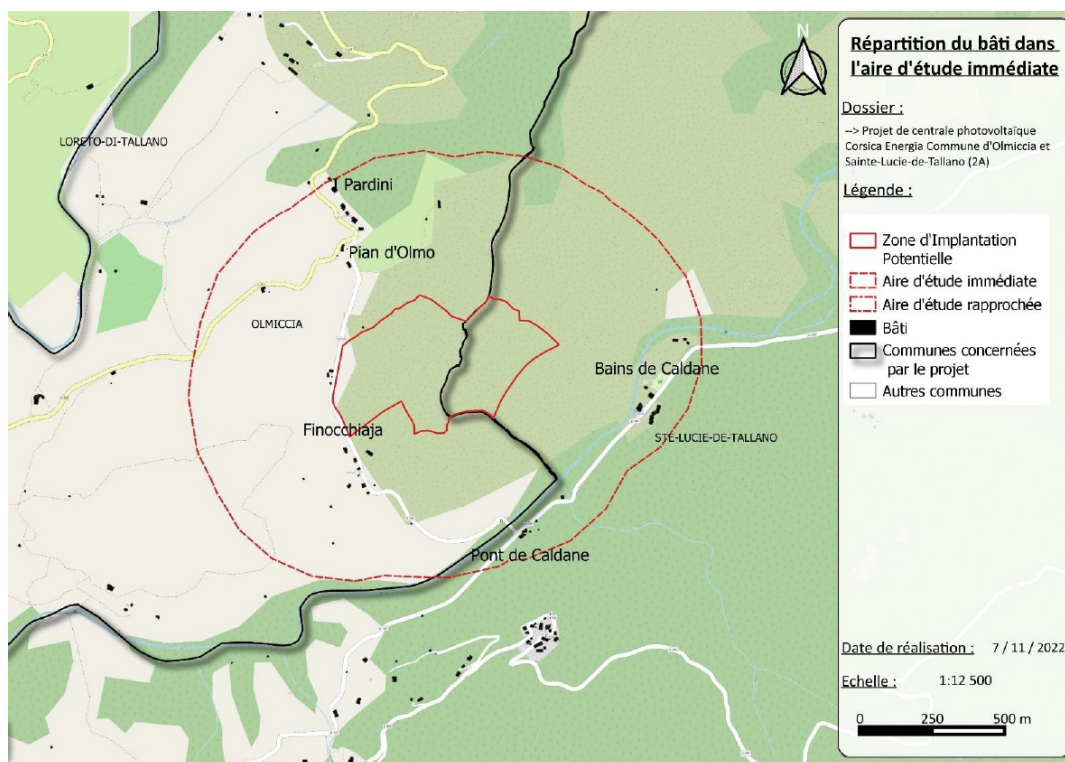 N
Répartition du bâti dans
l'aire d'étude immédiate
Dossier :
--> Projet de centrale photovoltaïque
Corsica Energia Commune d'Olmiccia et
Sainte-Lucie-de-Tallano (2A)
Légende :
Zone d'Implantation
Potentielle
Aire d'étude immédiate
Aire d'étude rapprochée
Bâti
Communes concernées
par le projet
Autres communes
Date de réalisation : 7 / 11 / 2022
Echelle : 1:12 500
0 250 500 m
LORETO-DI-TALLANO
I Pardini
Pian d'Olmo
OLMICCIA
Bains de Caldane
Finocchiaja
STE-LUCIE-DE-TALLANO
Pont de Caldane